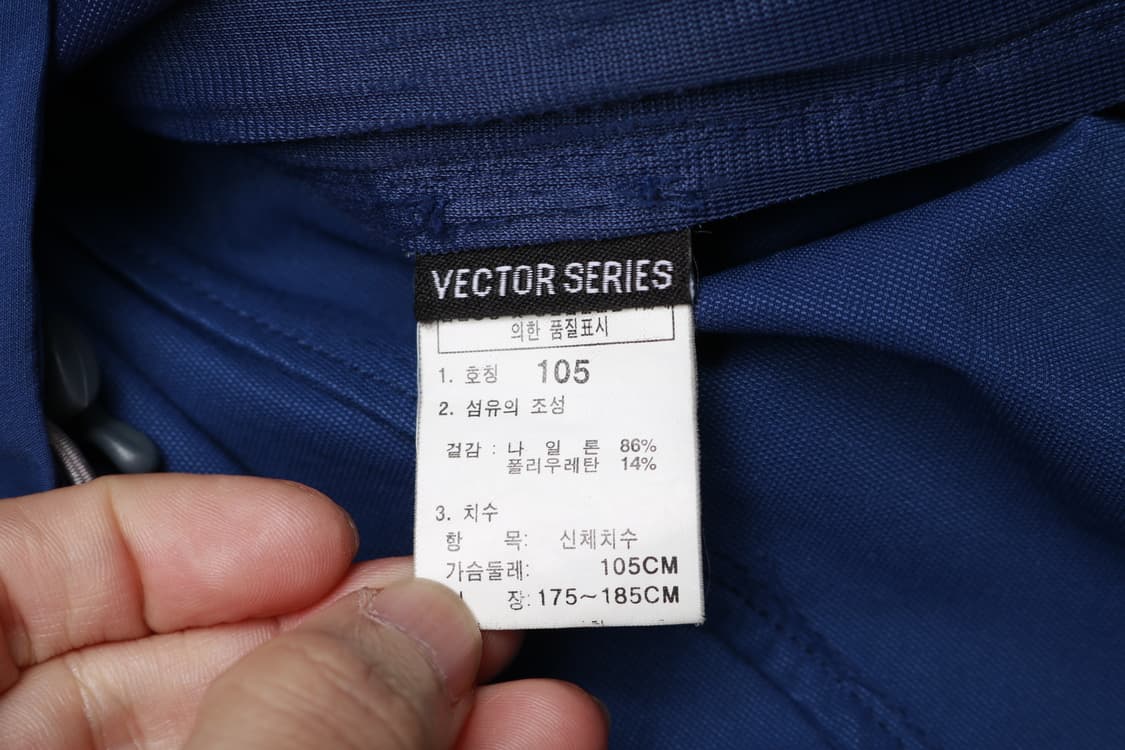 VECTOR SERIES
의한 품질표시
1. 호칭 105
2. 섬유의 조성
겉감 : 나 일 론 86%
폴리우레탄 14%
3. 치수
항 목: 신체치수
가슴둘레: 105CM
장: 175~185CM